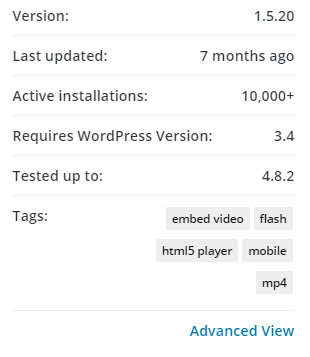 Version: 1.5.20
Last updated: 7 months ago
Active installations: 10,000+
Requires WordPress Version: 3.4
Tested up to: 4.8.2
Tags: embed video flash
html5 player mobile
mp4
Advanced View